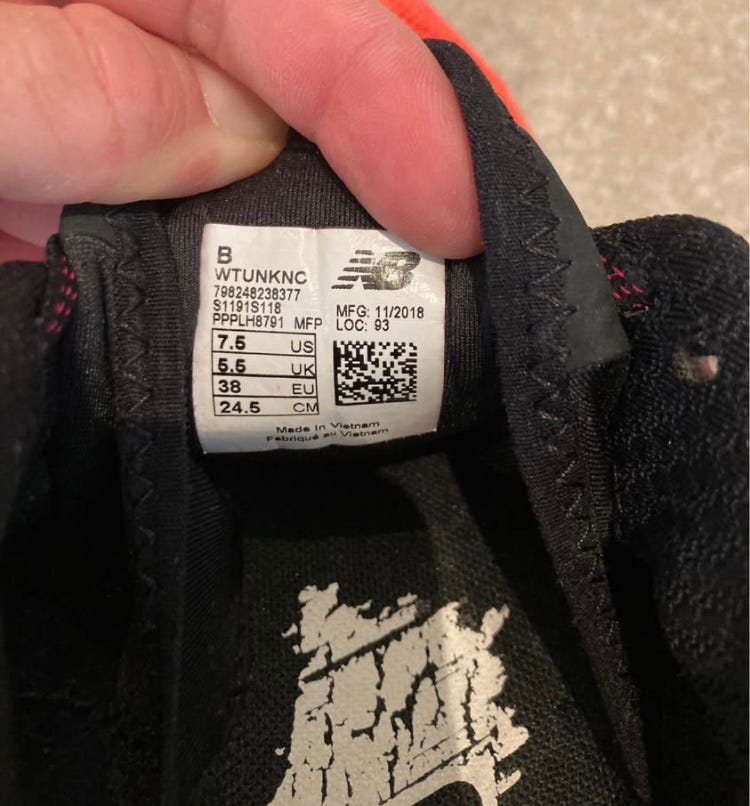 B
WTUNKNC
798248238377
S1191S118
PPPLH8791 MFP
7.5 US
5.5 UK
38 EU
24.5 CM
NB
MFG: 11/2018
LOC: 93
Made in Vietnam
Fabriqué au Vietnam